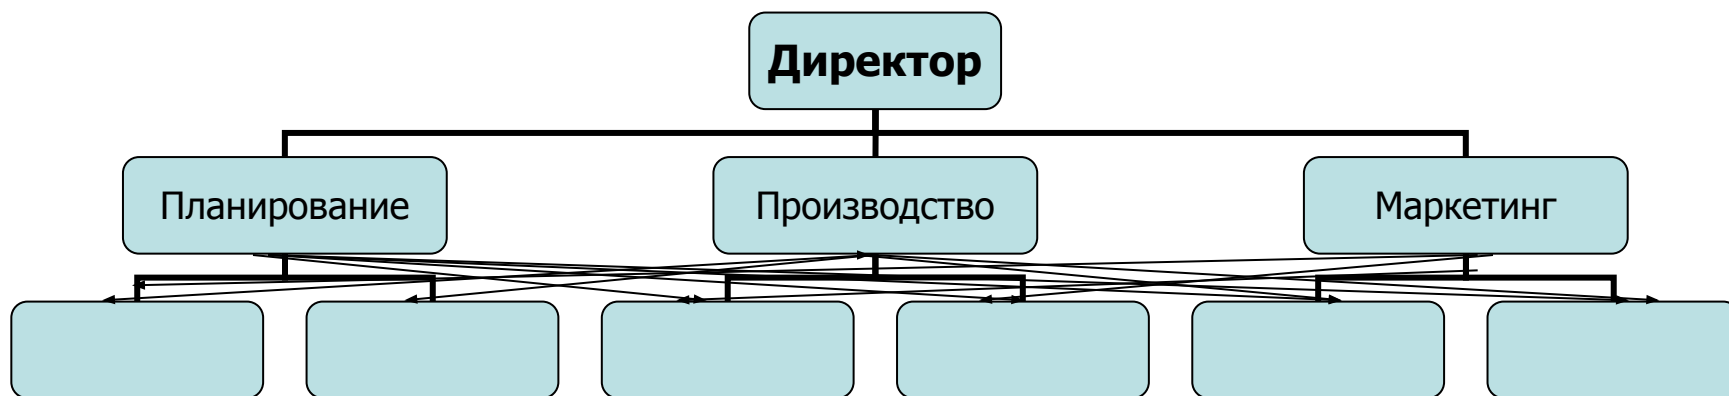 Директор
Планирование
Производство
Маркетинг